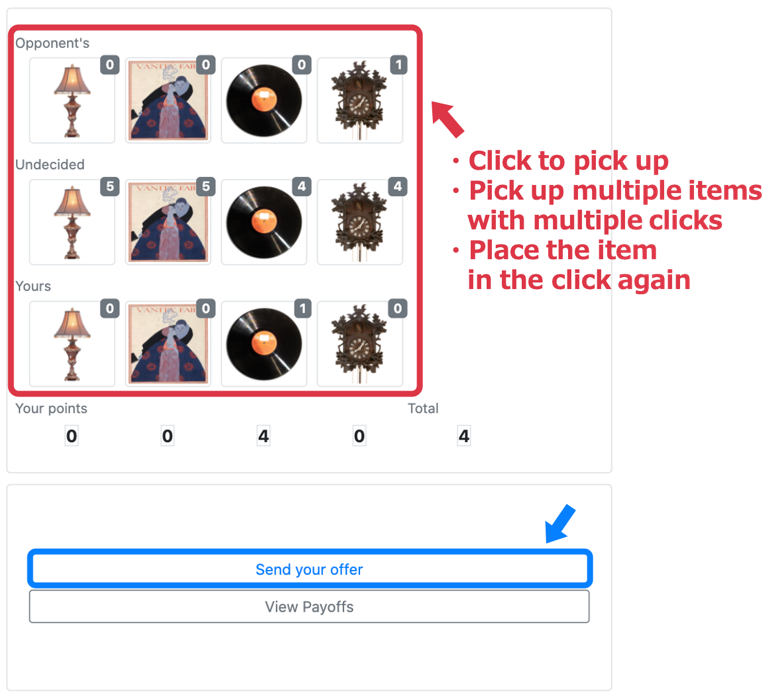 Opponent's
0 0 0 1
VANITY FAIR
Undecided
5 5 4 4
VANITY FAIR
Yours
0 0 1 0
VANITY FAIR
Your points Total
0 0 4 0 4
・Click to pick up
・Pick up multiple items
with multiple clicks
・Place the item
in the click again
Send your offer
View Payoffs